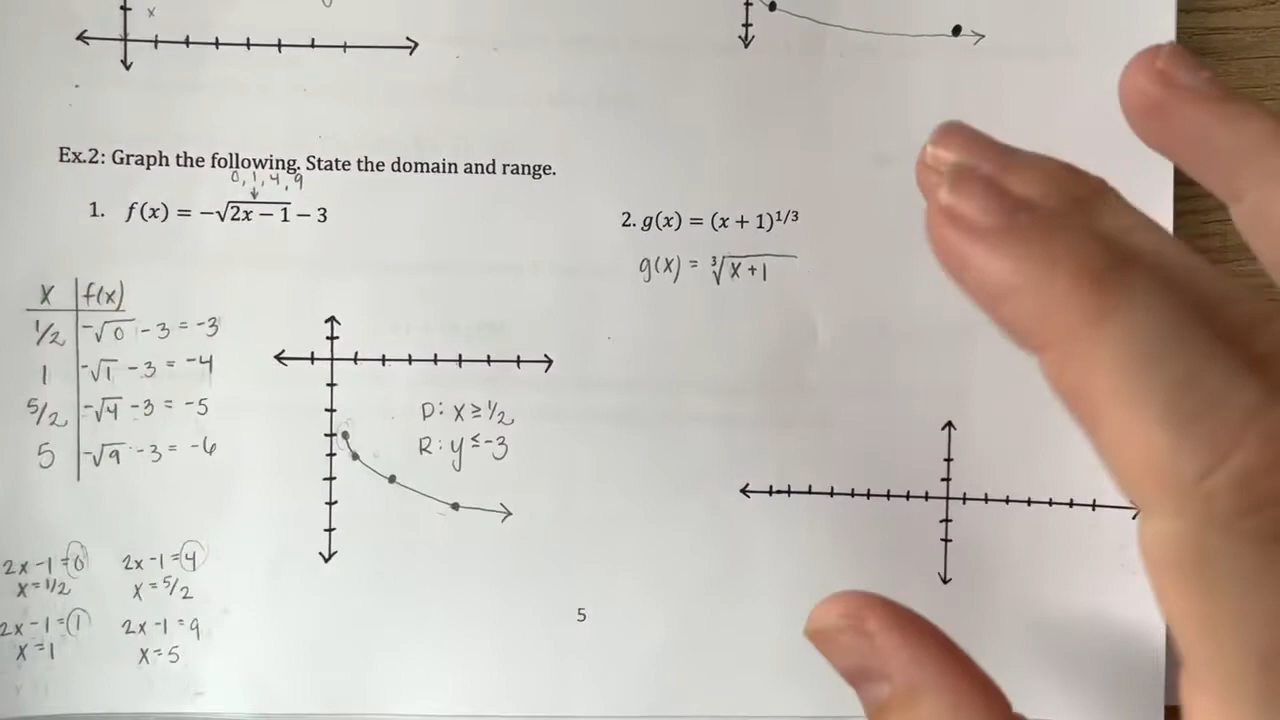 x
Ex.2: Graph the following. State the domain and range.
0, 1, 4, 9
1. f(x) = −√(2x − 1) − 3
x | f(x)
1/2 | -√0 - 3 = -3
1 | -√1 - 3 = -4
5/2 | -√4 - 3 = -5
5 | -√9 - 3 = -6
D: x ≥ 1/2
R: y ≤ -3
2x - 1 = 0
x = 1/2
2x - 1 = 1
x = 1
2x - 1 = 4
x = 5/2
2x - 1 = 9
x = 5
2. g(x) = (x + 1)^1/3
g(x) = ∛(x + 1)
5